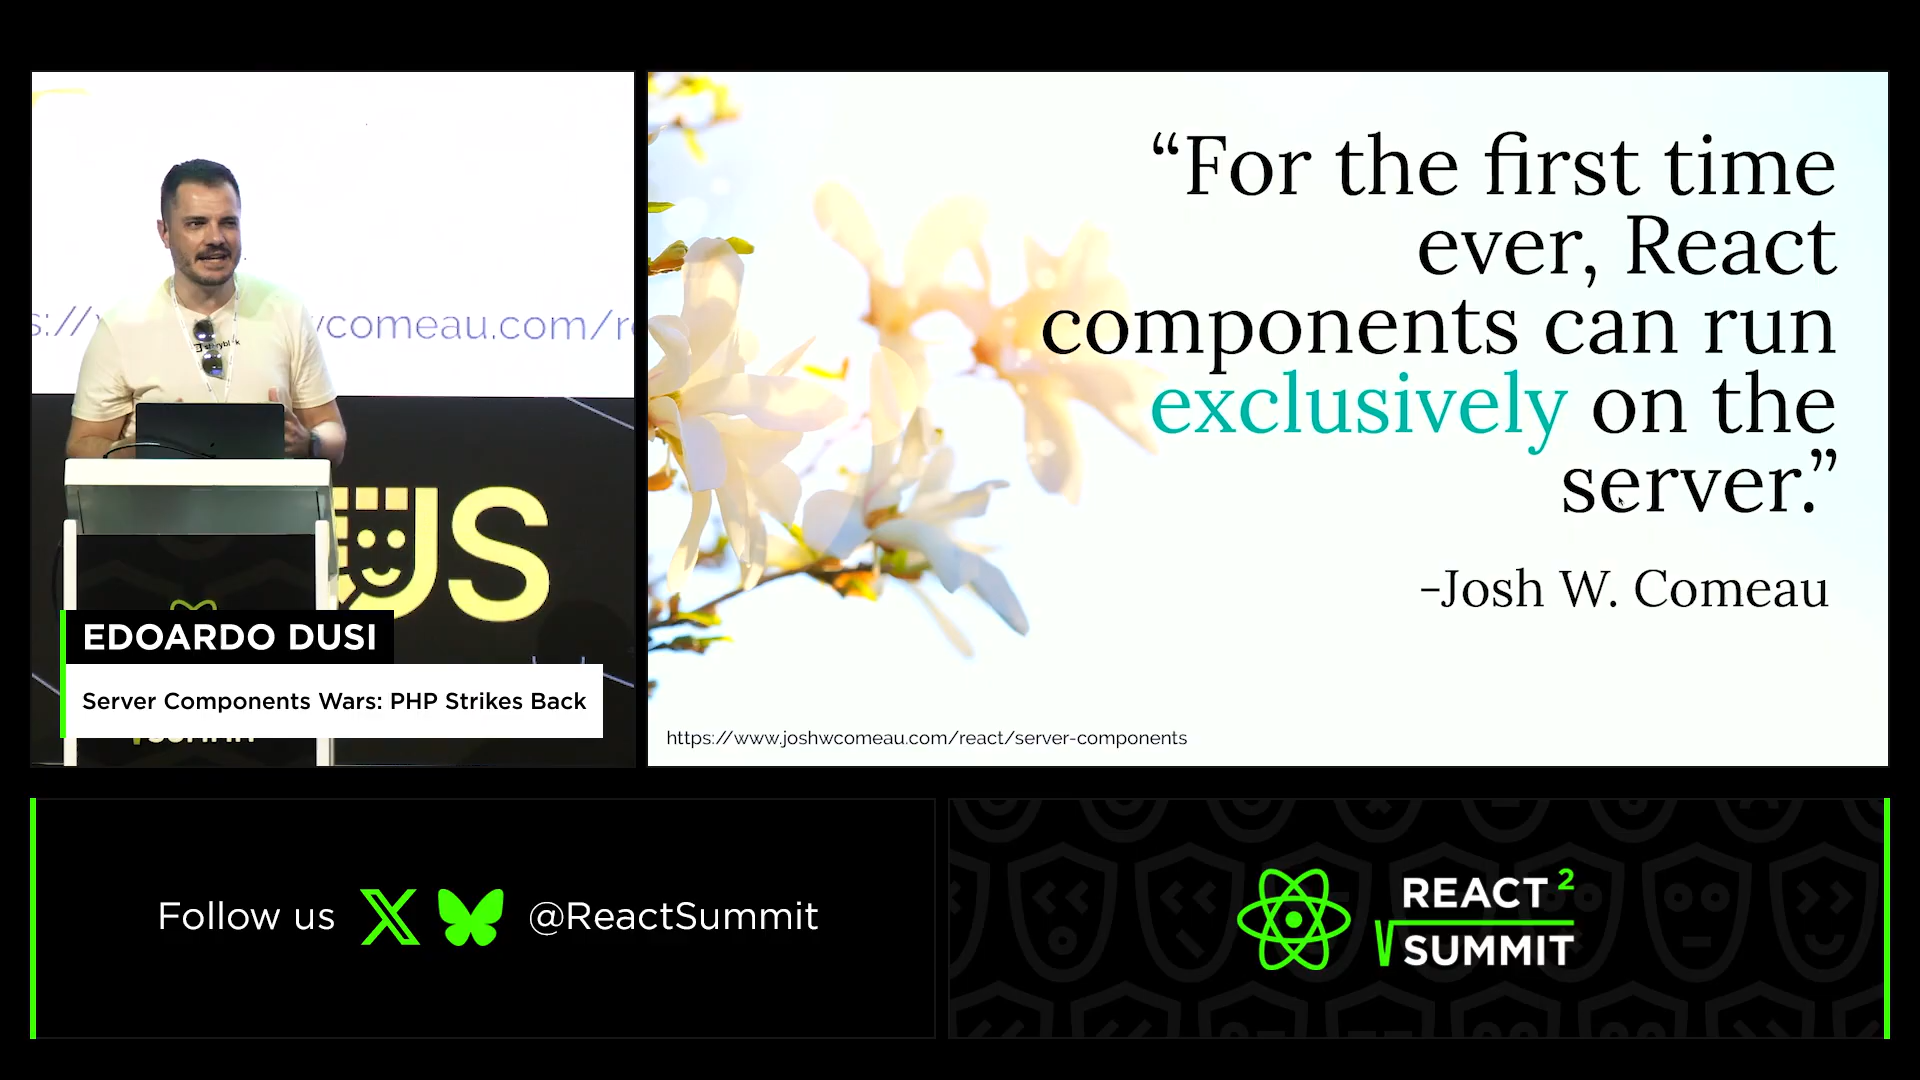 “For the first time
ever, React
components can run
exclusively on the
server.”
-Josh W. Comeau
https://www.joshwcomeau.com/react/server-components
comeau.com/r
JS
EDOARDO DUSI
Server Components Wars: PHP Strikes Back
Follow us @ReactSummit
REACT 2
SUMMIT